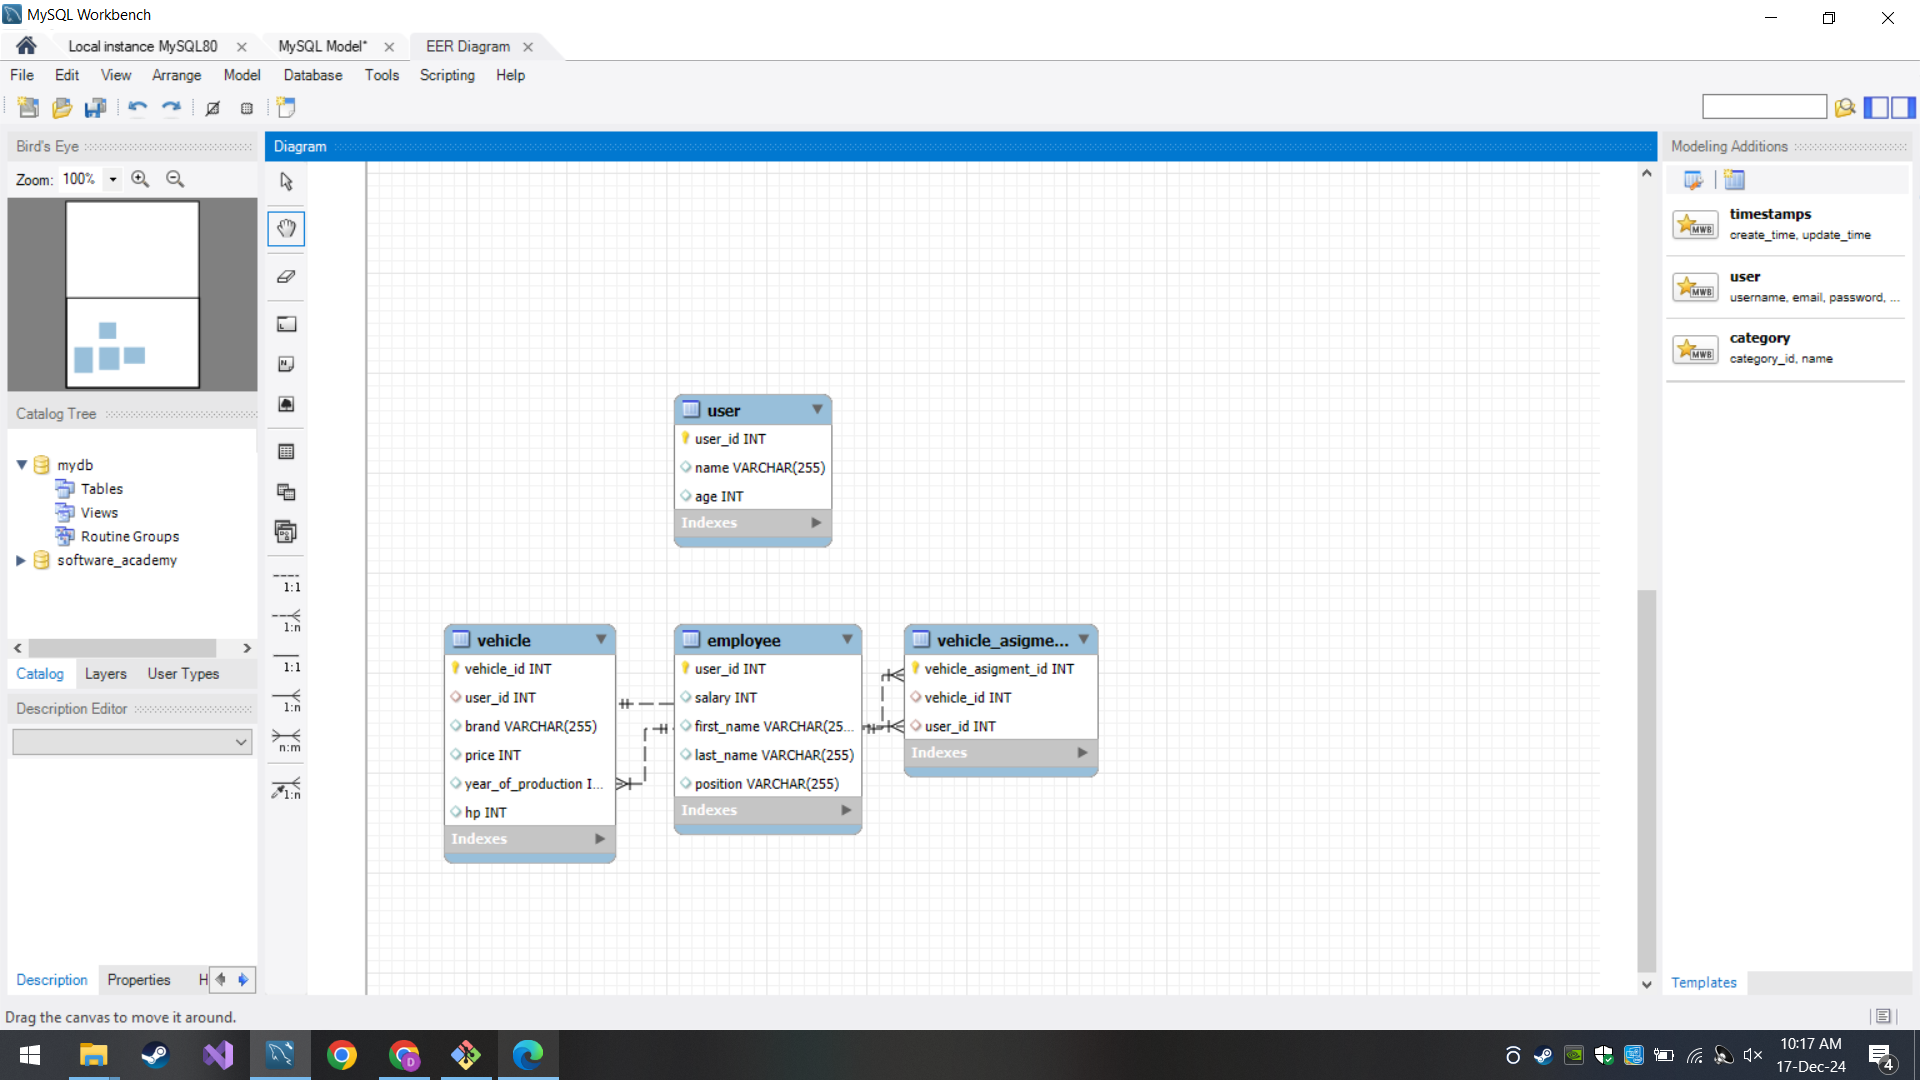 MySQL Workbench
Local instance MySQL80
MySQL Model*
EER Diagram
File Edit View Arrange Model Database Tools Scripting Help
Bird's Eye
Zoom: 100%
Catalog Tree
mydb
Tables
Views
Routine Groups
software_academy
Catalog Layers User Types
Description Editor
Description Properties H
Diagram
1:1
1:n
1:1
1:n
n:m
1:n
user
user_id INT
name VARCHAR(255)
age INT
Indexes
vehicle
vehicle_id INT
user_id INT
brand VARCHAR(255)
price INT
year_of_production I...
hp INT
Indexes
employee
user_id INT
salary INT
first_name VARCHAR(25...
last_name VARCHAR(255)
position VARCHAR(255)
Indexes
vehicle_asigme...
vehicle_asigment_id INT
vehicle_id INT
user_id INT
Indexes
Modeling Additions
MWB
timestamps
create_time, update_time
MWB
user
username, email, password, ...
MWB
category
category_id, name
Templates
Drag the canvas to move it around.
D
10:17 AM
17-Dec-24
4